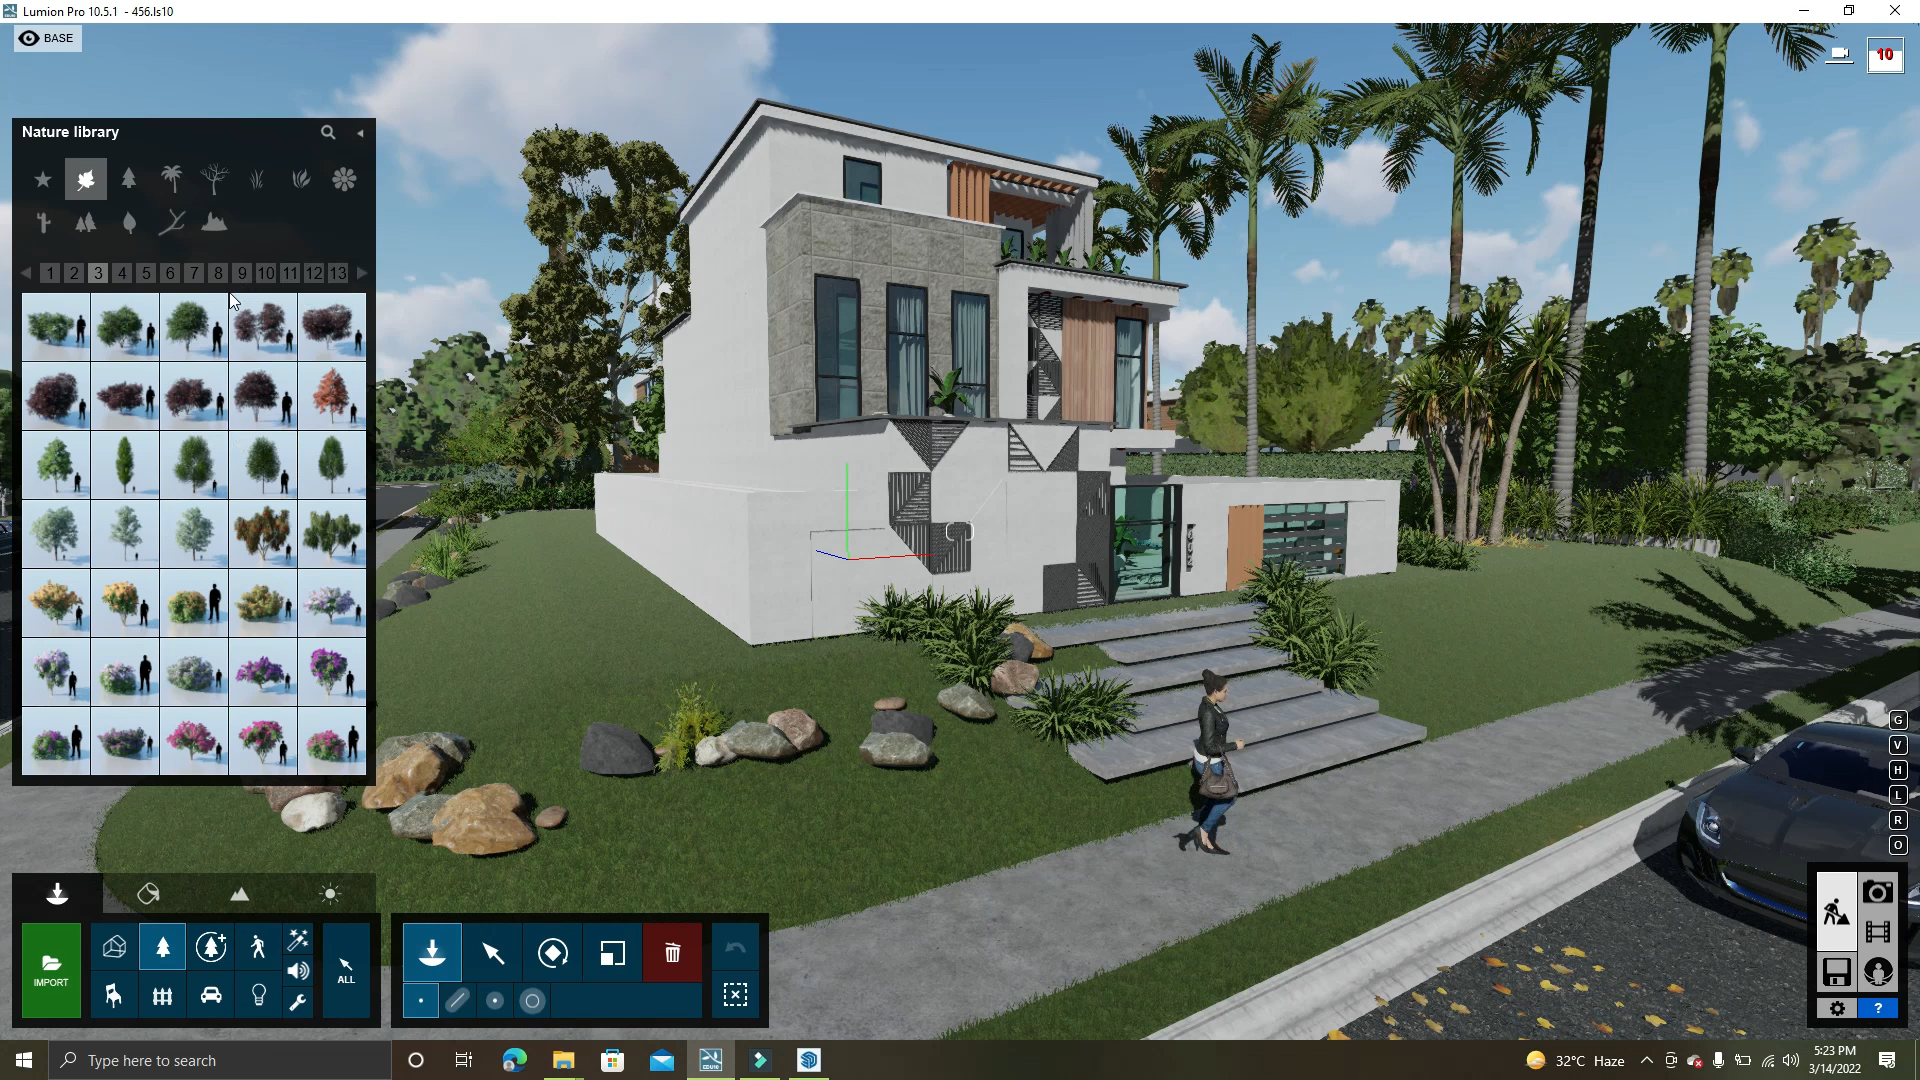 Lumion Pro 10.5.1 - 456.ls10
BASE
10
Nature library
1 2 3 4 5 6 7 8 9 10 11 12 13
G
V
H
L
R
O
IMPORT
ALL
?
Type here to search
EDU10
32°C Haze
5:23 PM
3/14/2022